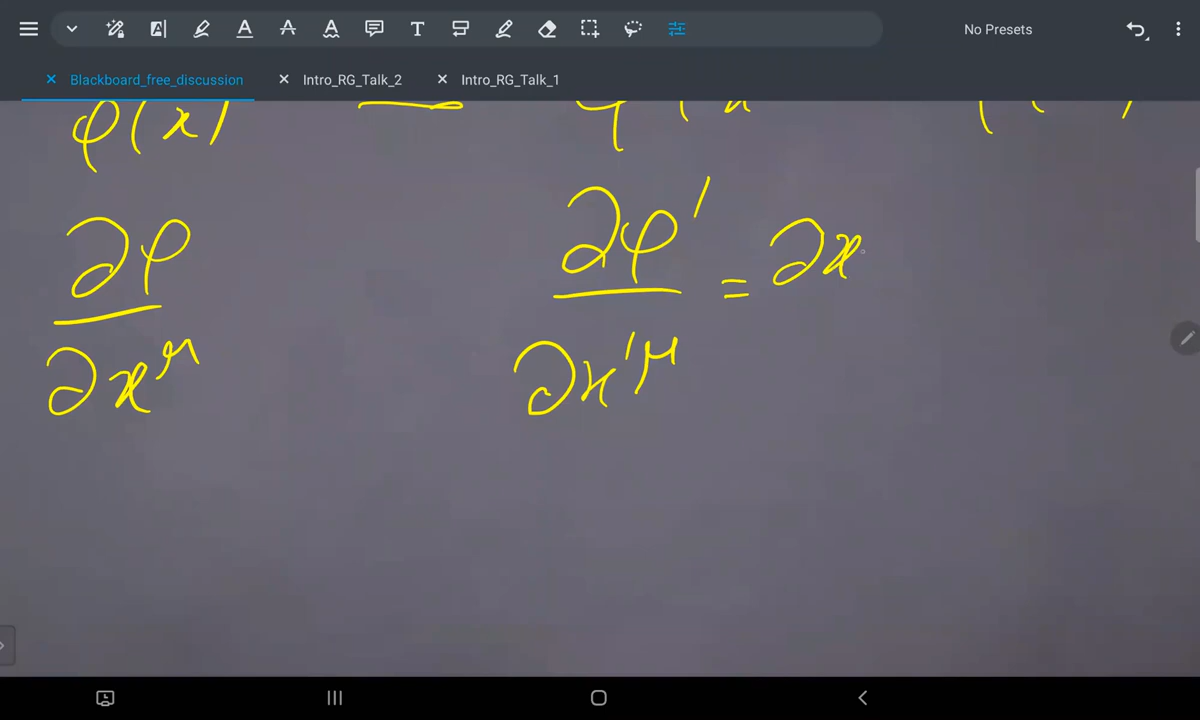 No Presets
Blackboard_free_discussion Intro_RG_Talk_2 Intro_RG_Talk_1
φ(x)
∂φ/∂x^μ ∂φ'/∂x'^μ = ∂x